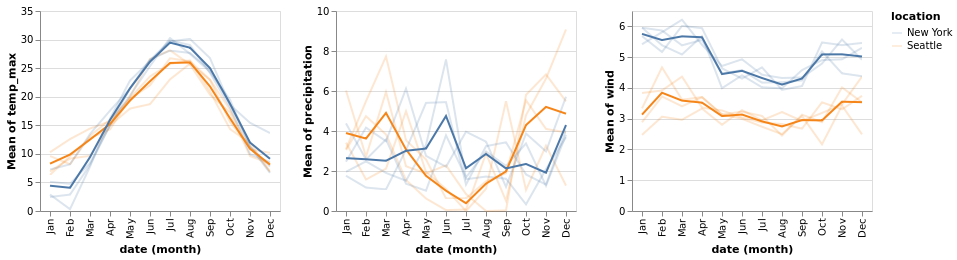 Mean of temp_max
35
30
25
20
15
10
5
0
Jan
Feb
Mar
Apr
May
Jun
Jul
Aug
Sep
Oct
Nov
Dec
date (month)
Mean of precipitation
10
8
6
4
2
0
Jan
Feb
Mar
Apr
May
Jun
Jul
Aug
Sep
Oct
Nov
Dec
date (month)
Mean of wind
6
5
4
3
2
1
0
Jan
Feb
Mar
Apr
May
Jun
Jul
Aug
Sep
Oct
Nov
Dec
date (month)
location
New York
Seattle